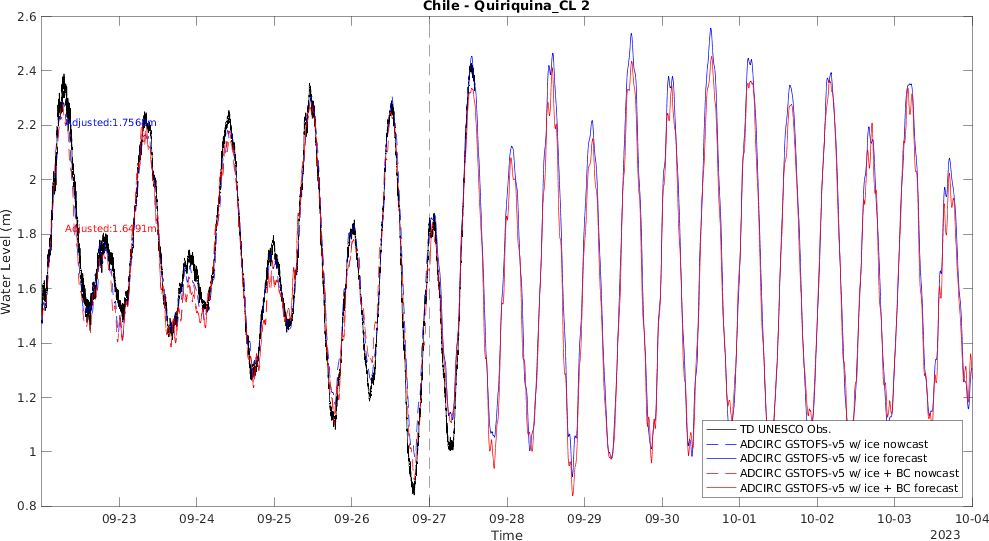 Chile - Quiriquina_CL 2
2.6
2.4
2.2
2
1.8
1.6
1.4
1.2
1
0.8
Water Level (m)
Adjusted:1.6491m
TD UNESCO Obs.
ADCIRC GSTOFS-v5 w/ ice nowcast
ADCIRC GSTOFS-v5 w/ ice forecast
ADCIRC GSTOFS-v5 w/ ice + BC nowcast
ADCIRC GSTOFS-v5 w/ ice + BC forecast
09-23 09-24 09-25 09-26 09-27 09-28 09-29 09-30 10-01 10-02 10-03 10-04
Time
2023